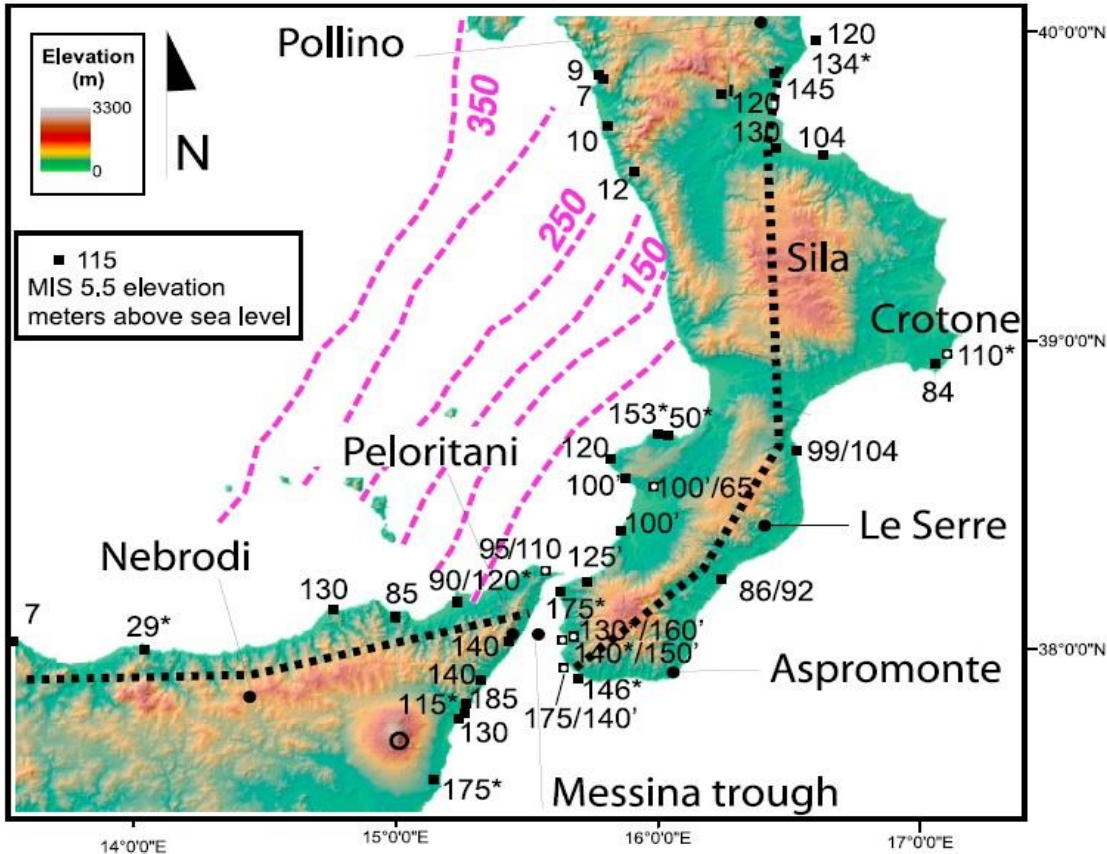 Pollino
120
40°0'0"N
Elevation
(m)
3300
0
N
350
9
7
134*
145
120
130
104
10
12
250
150
115
MIS 5.5 elevation
meters above sea level
Sila
Crotone
110*
39°0'0"N
84
153*
50*
120
99/104
Peloritani
100'
100'/65'
100'
Le Serre
Nebrodi
95/110
90/120*
125'
130
85
86/92
7
29*
175*
130*/160'
140
140*/150'
38°0'0"N
Aspromonte
140
146*
185
115*
175/140'
130
175*
Messina trough
14°0'0"E
15°0'0"E
16°0'0"E
17°0'0"E